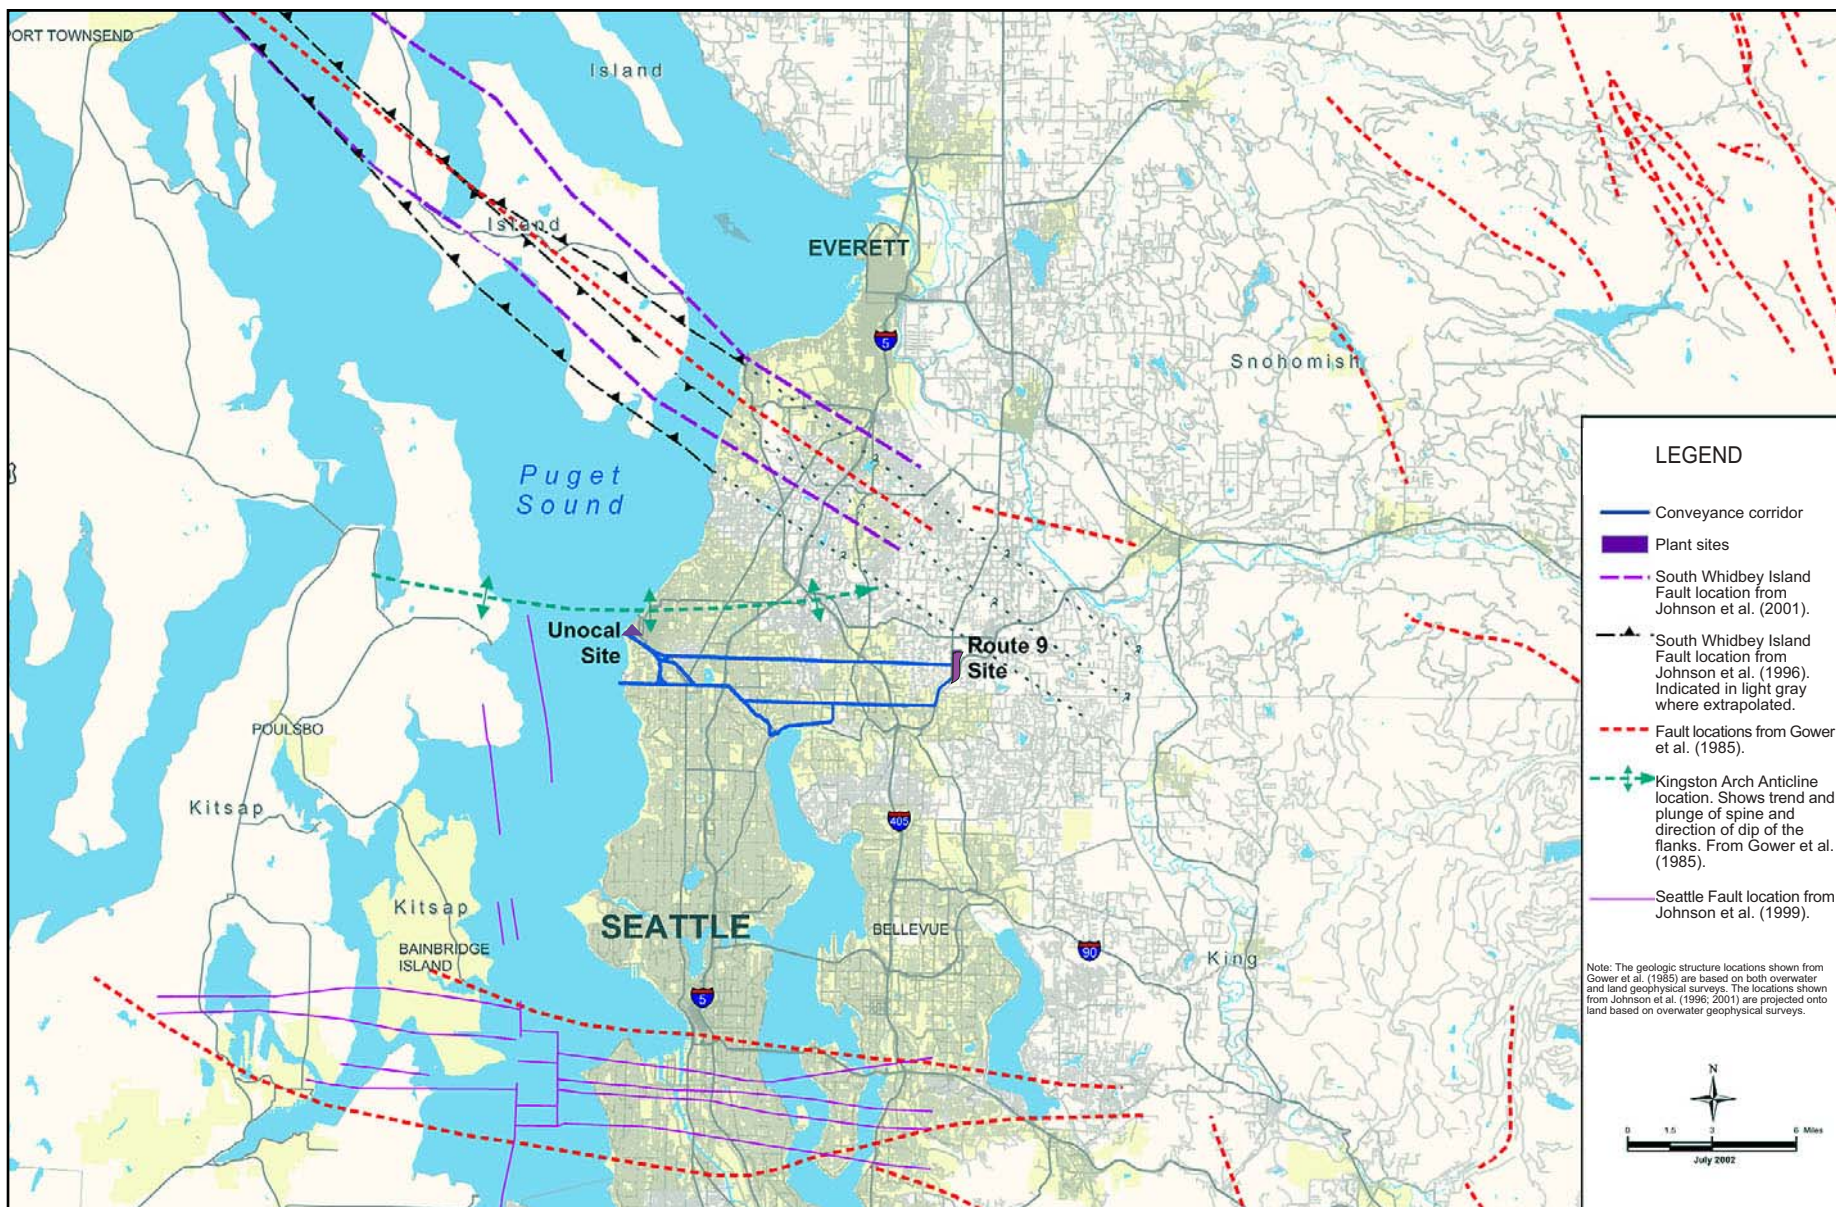 PORT TOWNSEND
Island
Island
EVERETT
5
Snohomish
Puget
Sound
Unocal
Site
Route 9
Site
POULSBO
Kitsap
405
Kitsap
SEATTLE
BELLEVUE
BAINBRIDGE
ISLAND
90
King
5
?
?
?
?
?
?
LEGEND
Conveyance corridor
Plant sites
South Whidbey Island
Fault location from
Johnson et al. (2001).
South Whidbey Island
Fault location from
Johnson et al. (1996).
Indicated in light gray
where extrapolated.
Fault locations from Gower
et al. (1985).
Kingston Arch Anticline
location. Shows trend and
plunge of spine and
direction of dip of the
flanks. From Gower et al.
(1985).
Seattle Fault location from
Johnson et al. (1999).
Note: The geologic structure locations shown from
Gower et al. (1985) are based on both overwater
and land geophysical surveys. The locations shown
from Johnson et al. (1996; 2001) are projected onto
land based on overwater geophysical surveys.
N
0 1.5 3 6 Miles
July 2002